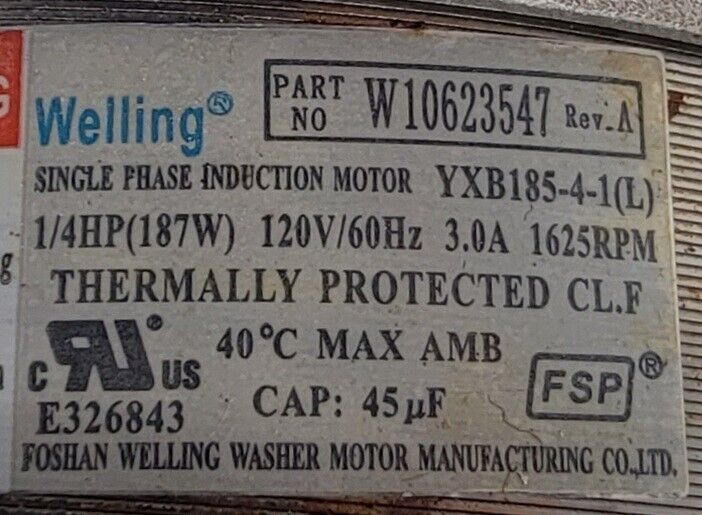 Welling®
PART NO W10623547 Rev.A
SINGLE PHASE INDUCTION MOTOR YXB185-4-1(L)
1/4HP(187W) 120V/60Hz 3.0A 1625RPM
THERMALLY PROTECTED CL.F
c RU® US 40°C MAX AMB
E326843 CAP: 45µF FSP®
FOSHAN WELLING WASHER MOTOR MANUFACTURING CO.,LTD.